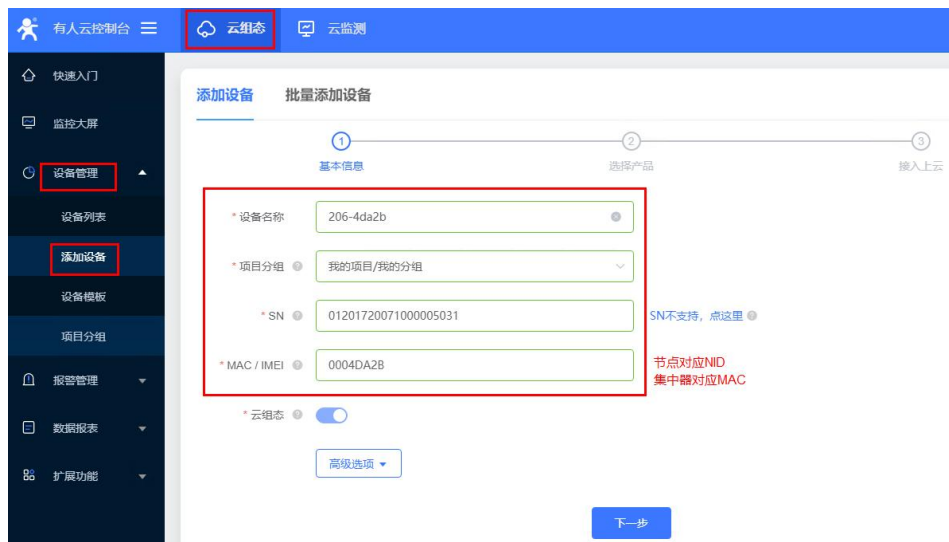 有人云控制台
云组态
云监测
快速入门
监控大屏
设备管理
设备列表
添加设备
设备模板
项目分组
报警管理
数据报表
扩展功能
添加设备 批量添加设备
1 2 3
基本信息 选择产品 接入上云
* 设备名称 206-4da2b
* 项目分组 我的项目/我的分组
* SN 01201720071000005031 SN不支持，点这里
* MAC / IMEI 0004DA2B
节点对应NID
集中器对应MAC
* 云组态
高级选项
下一步